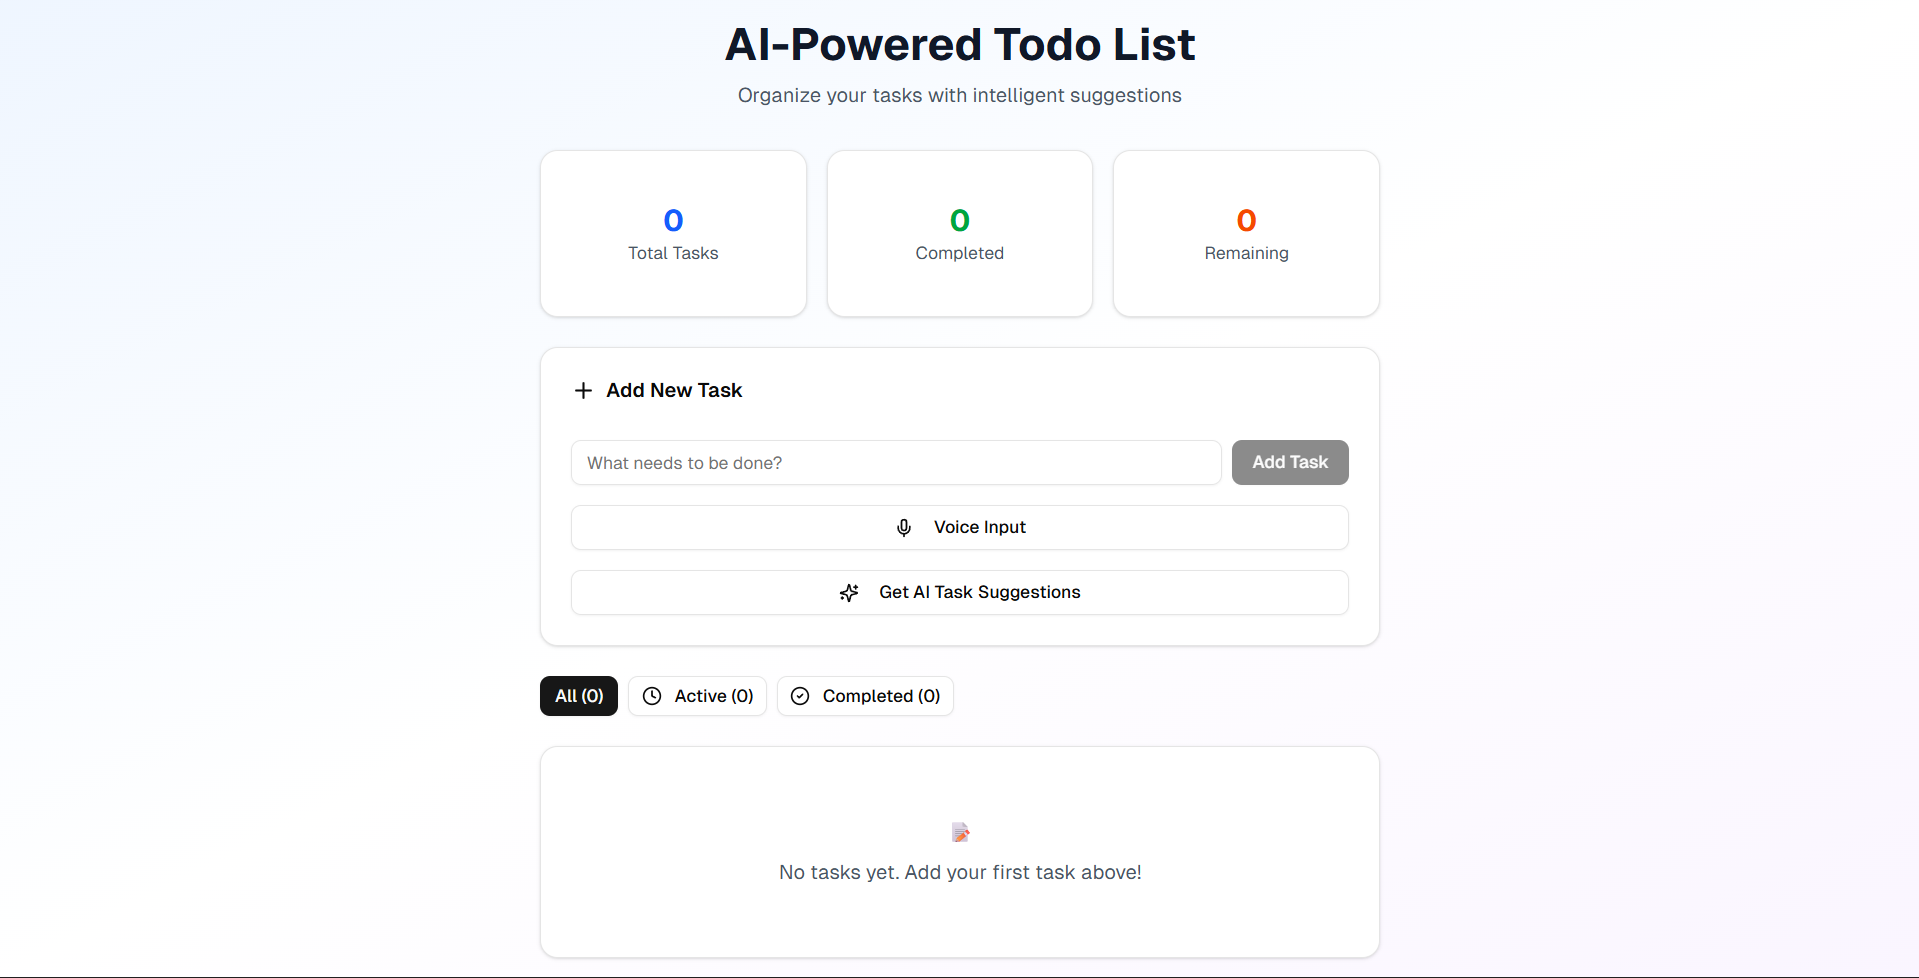 AI-Powered Todo List
Organize your tasks with intelligent suggestions
0
Total Tasks
0
Completed
0
Remaining
Add New Task
What needs to be done?
Add Task
Voice Input
Get AI Task Suggestions
All (0)
Active (0)
Completed (0)
No tasks yet. Add your first task above!